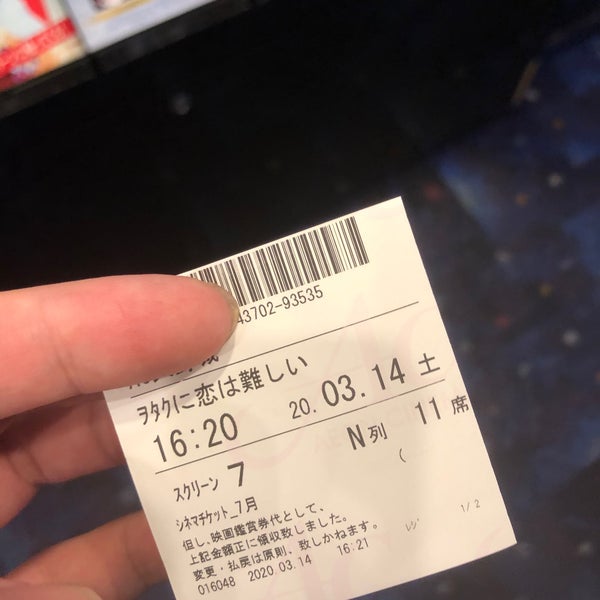 43702-93535
ヲタクに恋は難しい
16:20 20.03.14 土
スクリーン 7 N列 11 席
(
シネマチケット_7月
但し、映画鑑賞券代として、
上記金額正に領収致しました。
変更・払戻は原則、致しかねます。
016048 2020 03.14 16:21 ﾚｼﾞ 1/2